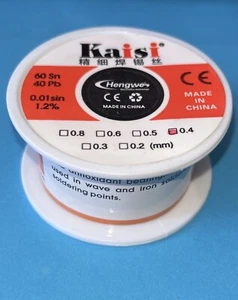 Kaisi
精细焊锡丝
60 Sn
40 Pb
0.01sin
1.2%
Hengwei
CE
MADE IN CHINA
CE
MADE IN
CHINA
0.8 0.6 0.5 0.4
0.3 0.2 (mm)
antioxidant bearing
used in wave and iron
soldering points.